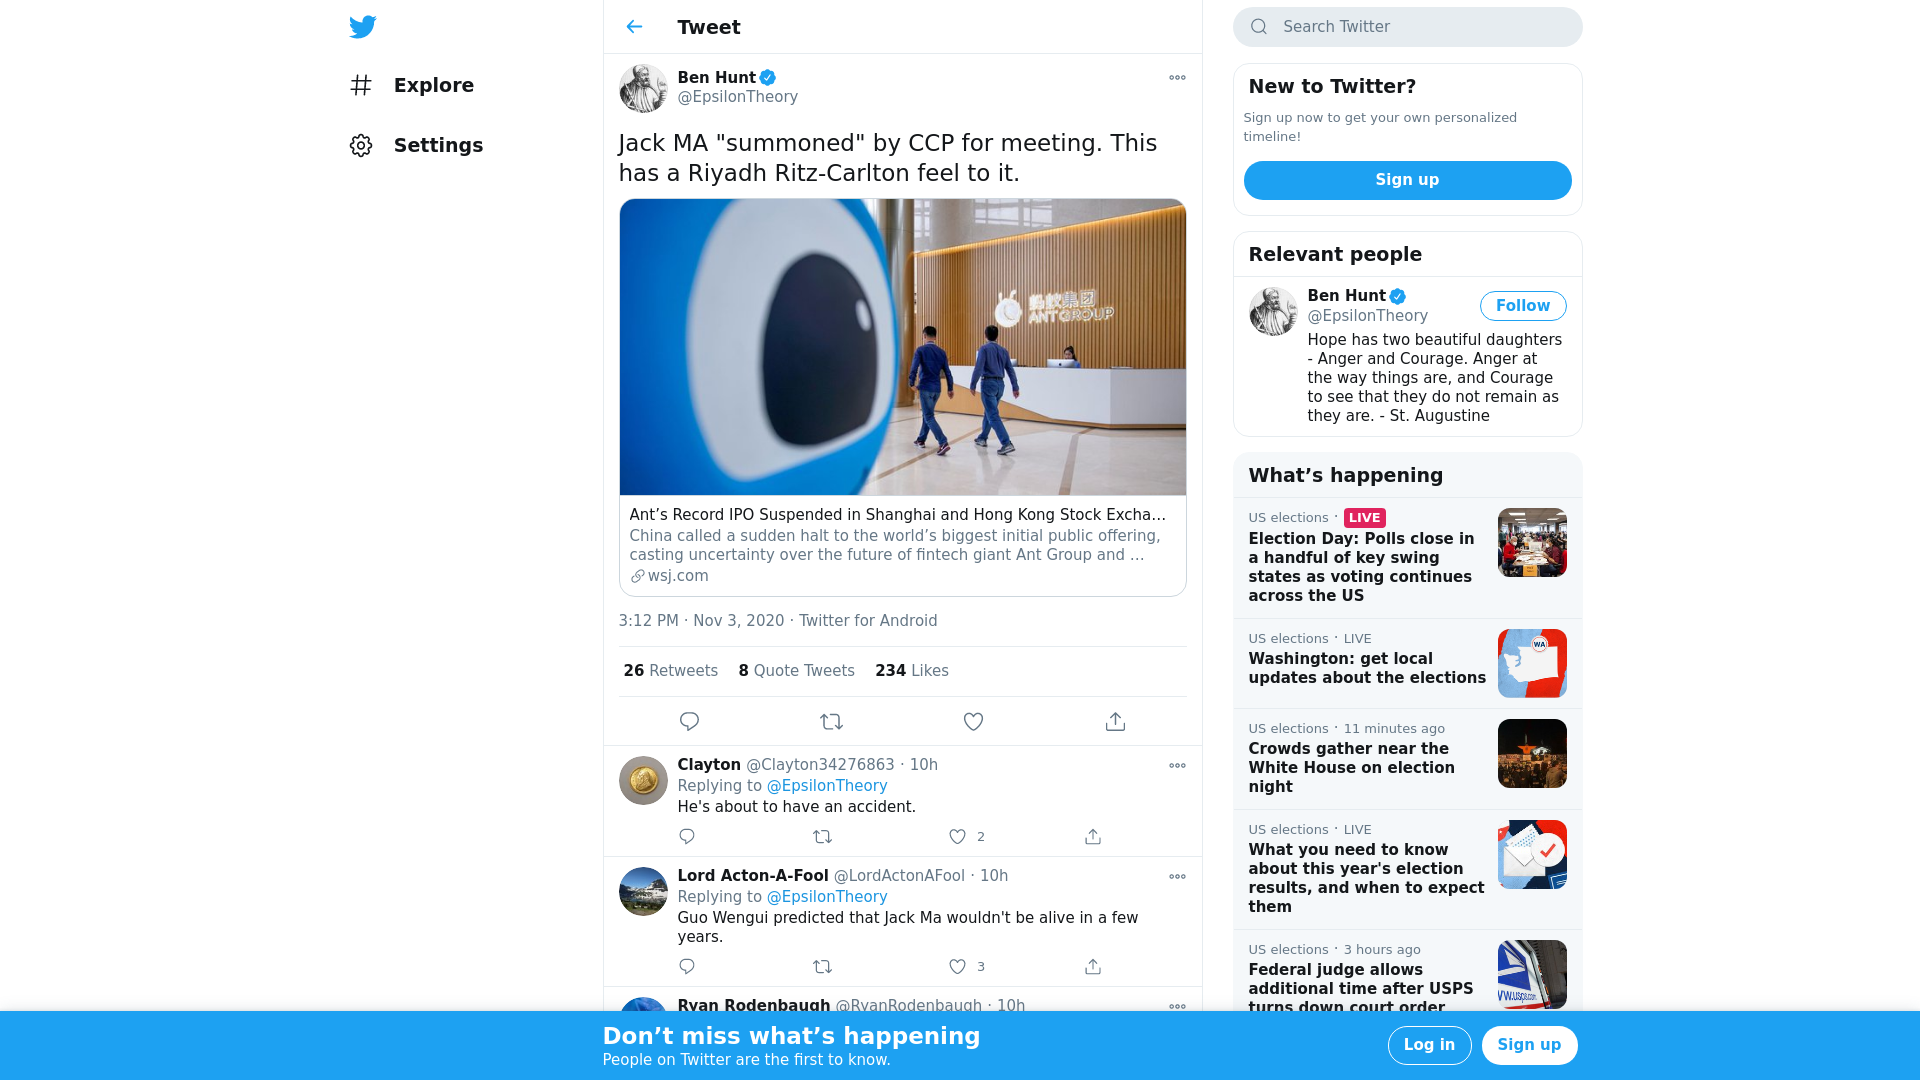 Explore
Settings
Tweet
Ben Hunt
@EpsilonTheory
Jack MA "summoned" by CCP for meeting. This
has a Riyadh Ritz-Carlton feel to it.
蚂蚁集团
ANT GROUP
Ant’s Record IPO Suspended in Shanghai and Hong Kong Stock Excha…
China called a sudden halt to the world’s biggest initial public offering,
casting uncertainty over the future of fintech giant Ant Group and …
wsj.com
3:12 PM · Nov 3, 2020 · Twitter for Android
26 Retweets 8 Quote Tweets 234 Likes
Clayton @Clayton34276863 · 10h
Replying to @EpsilonTheory
He's about to have an accident.
2
Lord Acton-A-Fool @LordActonAFool · 10h
Replying to @EpsilonTheory
Guo Wengui predicted that Jack Ma wouldn't be alive in a few
years.
3
Ryan Rodenbaugh @RyanRodenbaugh · 10h
Search Twitter
New to Twitter?
Sign up now to get your own personalized
timeline!
Sign up
Relevant people
Ben Hunt
@EpsilonTheory
Follow
Hope has two beautiful daughters
- Anger and Courage. Anger at
the way things are, and Courage
to see that they do not remain as
they are. - St. Augustine
What’s happening
US elections · LIVE
Election Day: Polls close in
a handful of key swing
states as voting continues
across the US
US elections · LIVE
Washington: get local
updates about the elections
WA
US elections · 11 minutes ago
Crowds gather near the
White House on election
night
US elections · LIVE
What you need to know
about this year's election
results, and when to expect
them
US elections · 3 hours ago
Federal judge allows
additional time after USPS
turns down court order
Don’t miss what’s happening
People on Twitter are the first to know.
Log in
Sign up